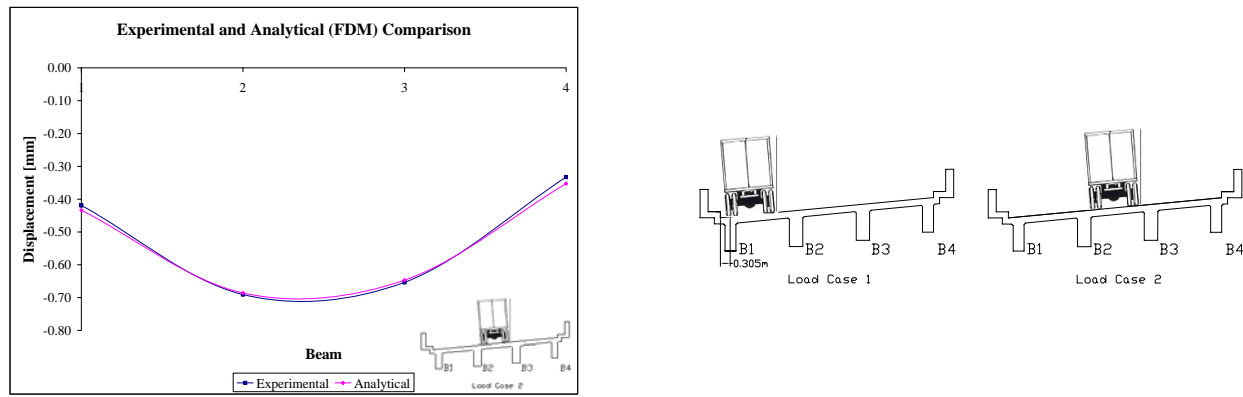 Experimental and Analytical (FDM) Comparison
0.00
-0.10
-0.20
-0.30
-0.40
-0.50
-0.60
-0.70
-0.80
1 2 3 4
Displacement [mm]
Beam
Experimental Analytical
B1 B2 B3 B4
Load Case 2
B1 B2 B3 B4
0.305m
Load Case 1
B1 B2 B3 B4
Load Case 2